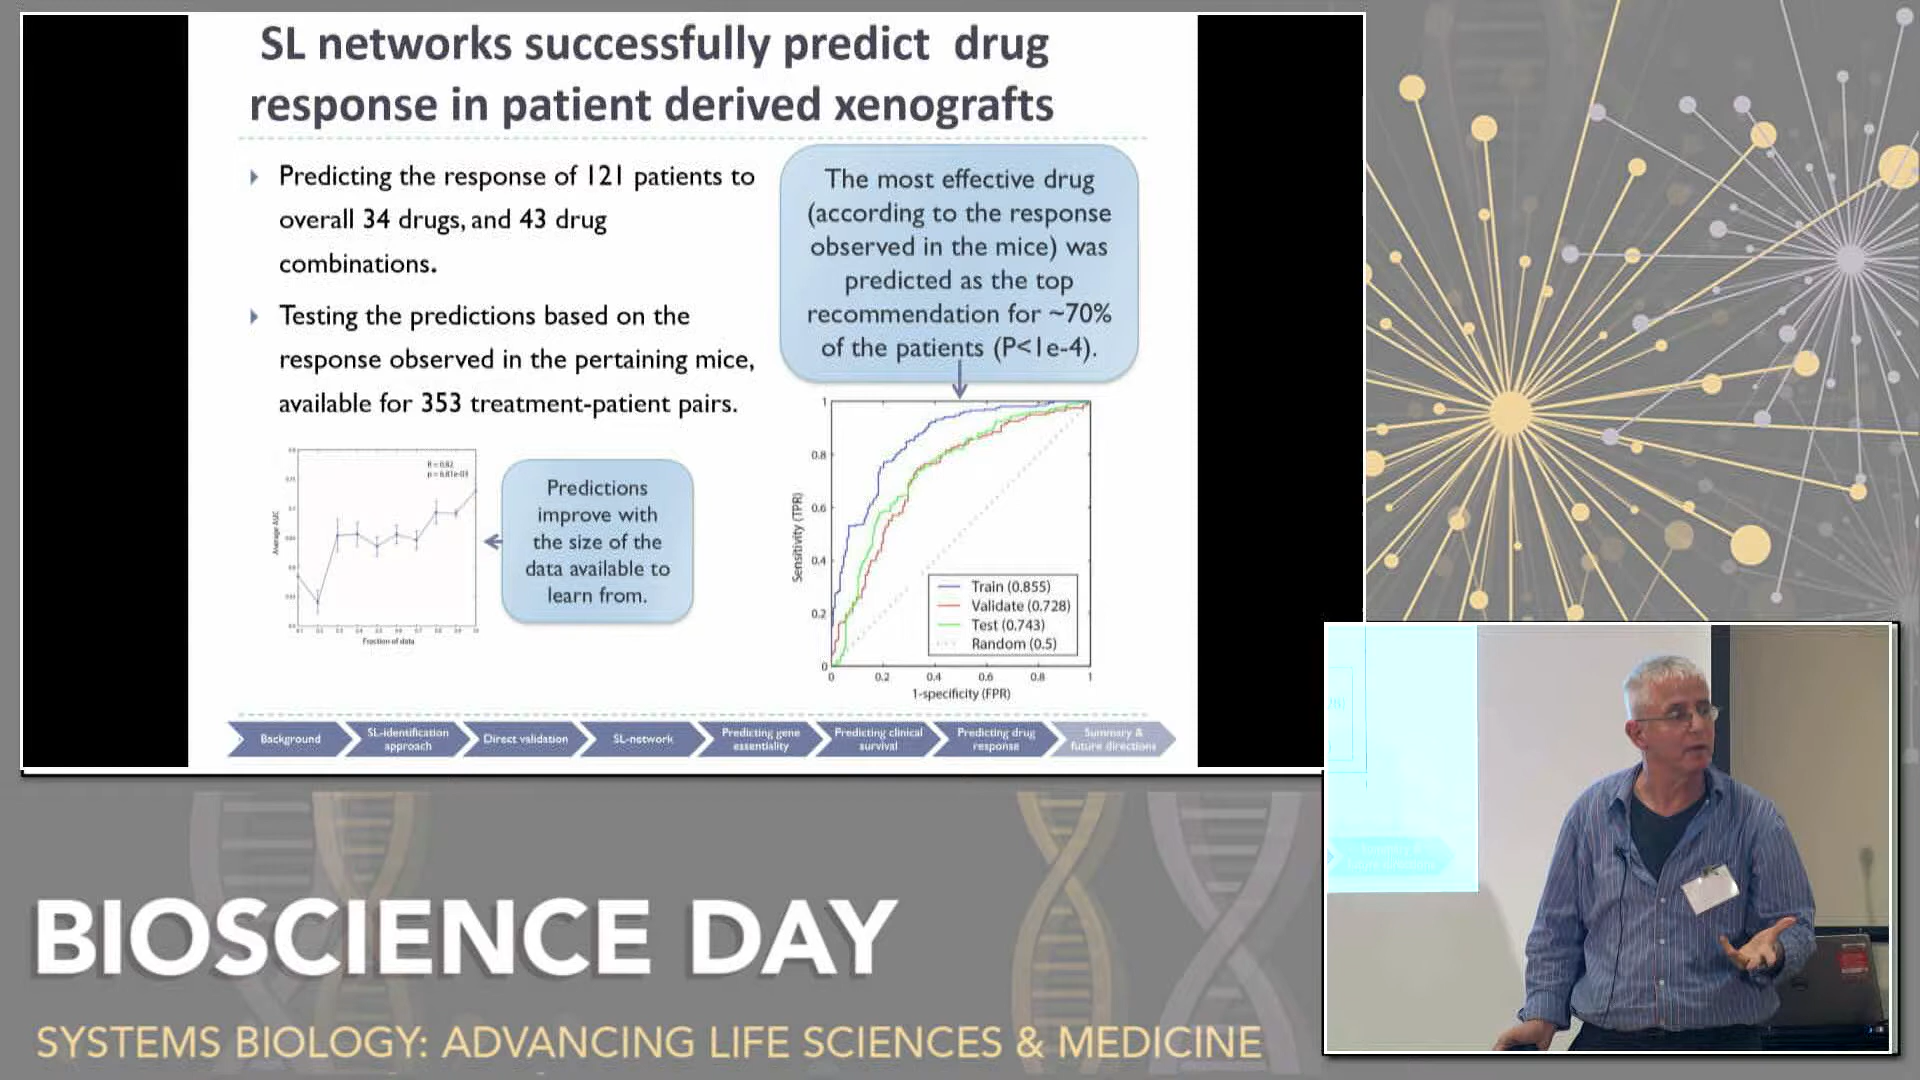 SL networks successfully predict drug
response in patient derived xenografts
Predicting the response of 121 patients to
overall 34 drugs, and 43 drug
combinations.
Testing the predictions based on the
response observed in the pertaining mice,
available for 353 treatment-patient pairs.
The most effective drug
(according to the response
observed in the mice) was
predicted as the top
recommendation for ~70%
of the patients (P<1e-4).
R = 0.82
Average AUC
Fraction of data
Predictions
improve with
the size of the
data available to
learn from.
1
0.8
0.6
0.4
0.2
0
Sensitivity (TPR)
Train (0.855)
Validate (0.728)
Test (0.743)
Random (0.5)
0 0.2 0.4 0.6 0.8 1
1-specificity (FPR)
Background
SL-identification
approach
Direct validation
SL-network
Predicting gene
essentiality
Predicting clinical
survival
Predicting drug
response
Summary &
future directions
BIOSCIENCE DAY
SYSTEMS BIOLOGY: ADVANCING LIFE SCIENCES & MEDICINE